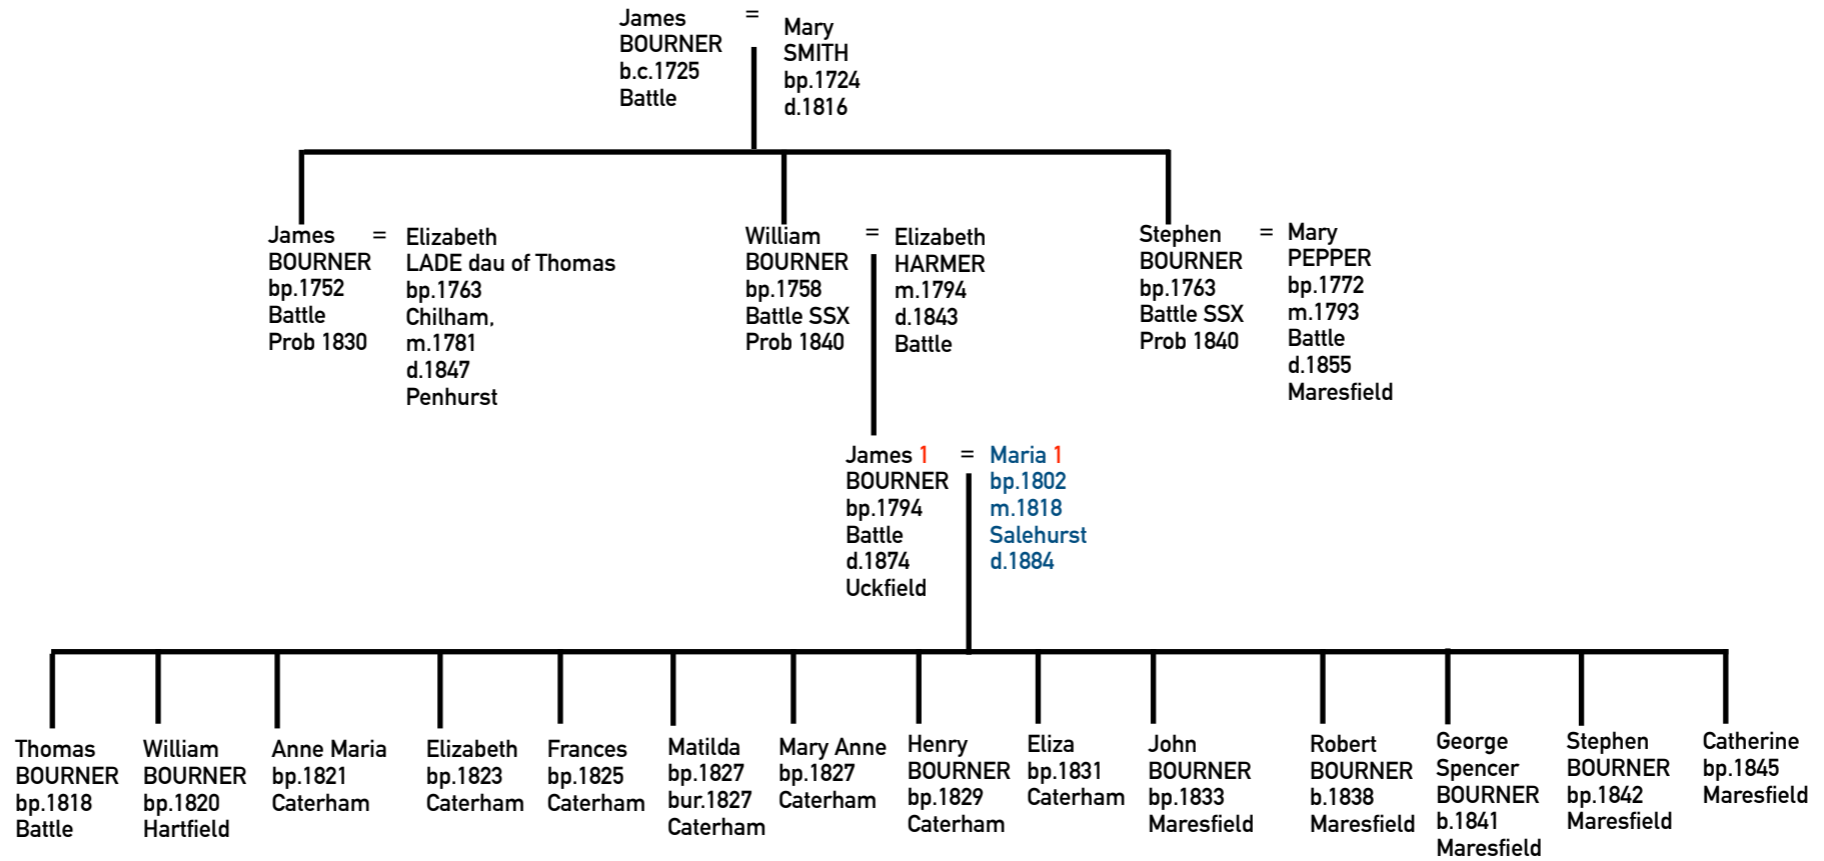 James
BOURNER
b.c.1725
Battle
=
Mary
SMITH
bp.1724
d.1816
James
BOURNER
bp.1752
Battle
Prob 1830
=
Elizabeth
LADE dau of Thomas
bp.1763
Chilham,
m.1781
d.1847
Penhurst
William
BOURNER
bp.1758
Battle SSX
Prob 1840
=
Elizabeth
HARMER
m.1794
d.1843
Battle
Stephen
BOURNER
bp.1763
Battle SSX
Prob 1840
=
Mary
PEPPER
bp.1772
m.1793
Battle
d.1855
Maresfield
James 1
BOURNER
bp.1794
Battle
d.1874
Uckfield
=
Maria 1
bp.1802
m.1818
Salehurst
d.1884
Thomas
BOURNER
bp.1818
Battle
William
BOURNER
bp.1820
Hartfield
Anne Maria
bp.1821
Caterham
Elizabeth
bp.1823
Caterham
Frances
bp.1825
Caterham
Matilda
bp.1827
bur.1827
Caterham
Mary Anne
bp.1827
Caterham
Henry
BOURNER
bp.1829
Caterham
Eliza
bp.1831
Caterham
John
BOURNER
bp.1833
Maresfield
Robert
BOURNER
b.1838
Maresfield
George
Spencer
BOURNER
b.1841
Maresfield
Stephen
BOURNER
bp.1842
Maresfield
Catherine
bp.1845
Maresfield